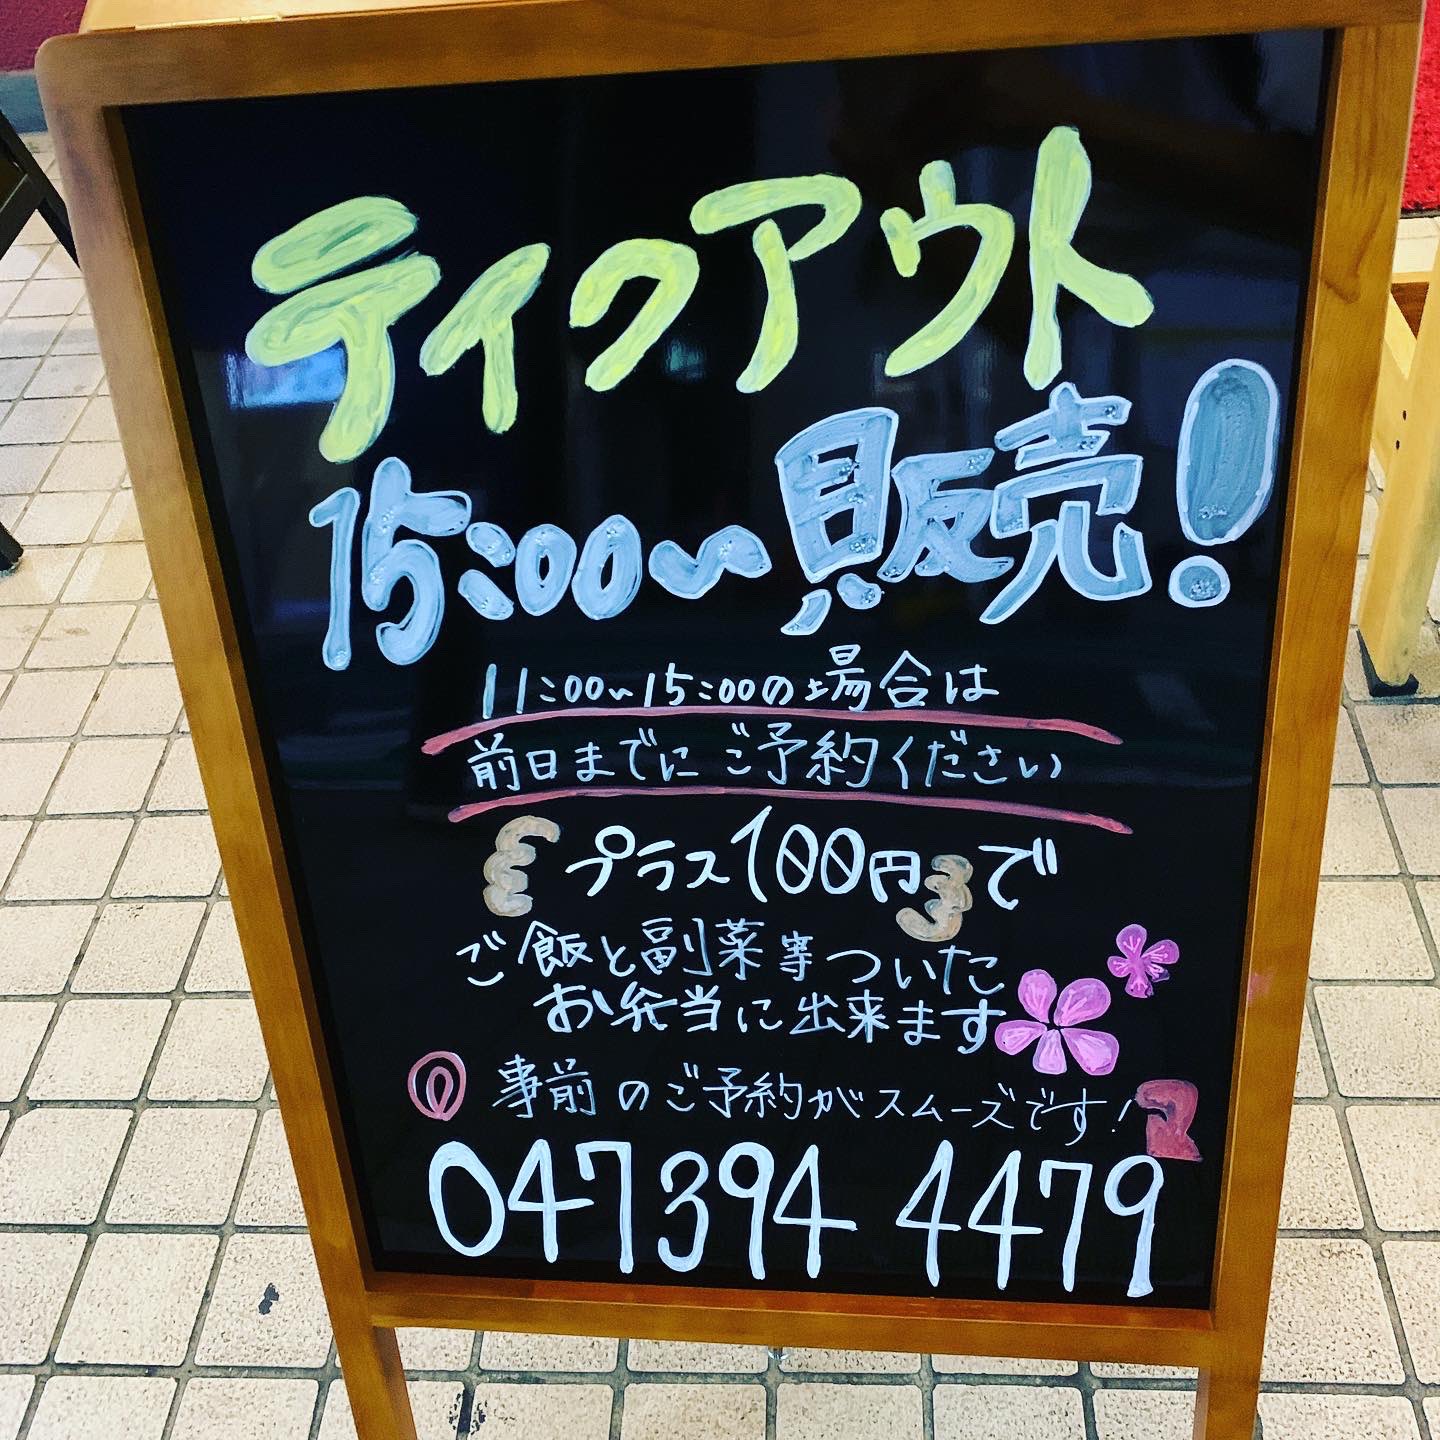 テイクアウト
15:00〜販売!
11:00〜15:00の場合は
前日までにご予約ください
プラス100円で
ご飯と副菜等ついた
お弁当に出来ます
事前のご予約がスムーズです!
047 394 4479